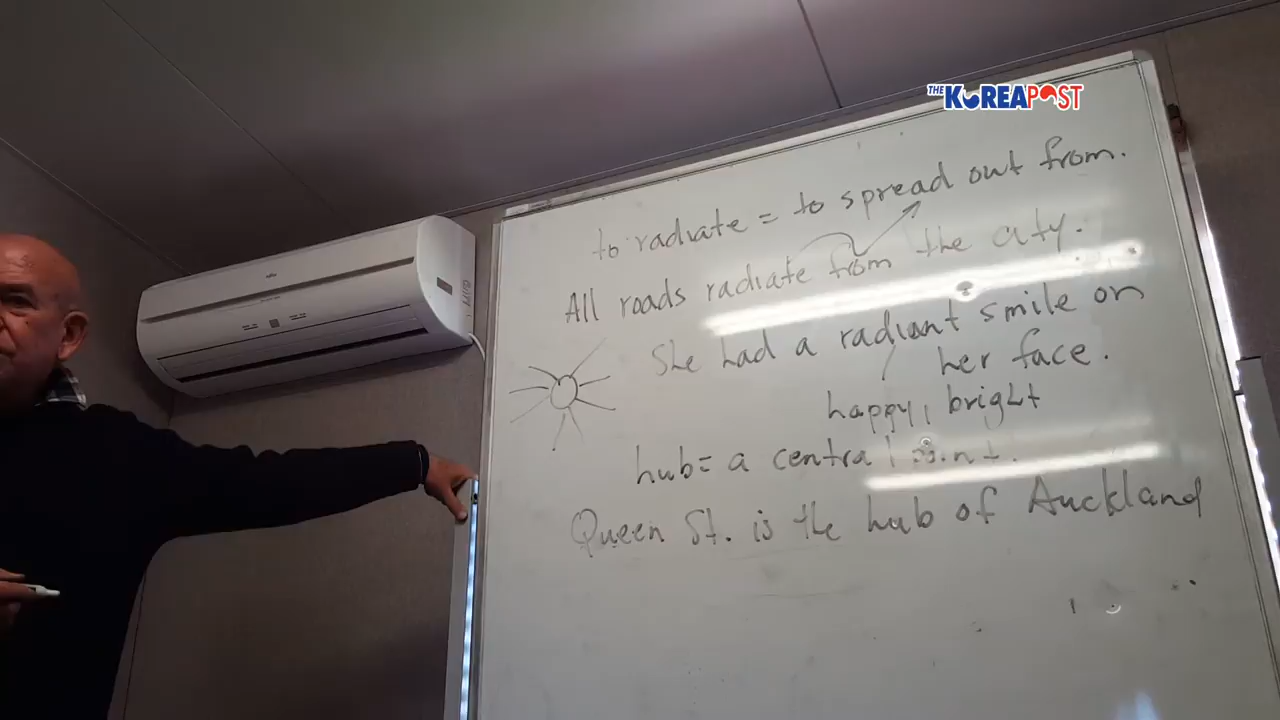 THE KOREAPOST
to radiate = to spread out from.
All roads radiate from the city.
She had a radiant smile on
her face.
happy, bright
hub = a central point.
Queen St. is the hub of Auckland